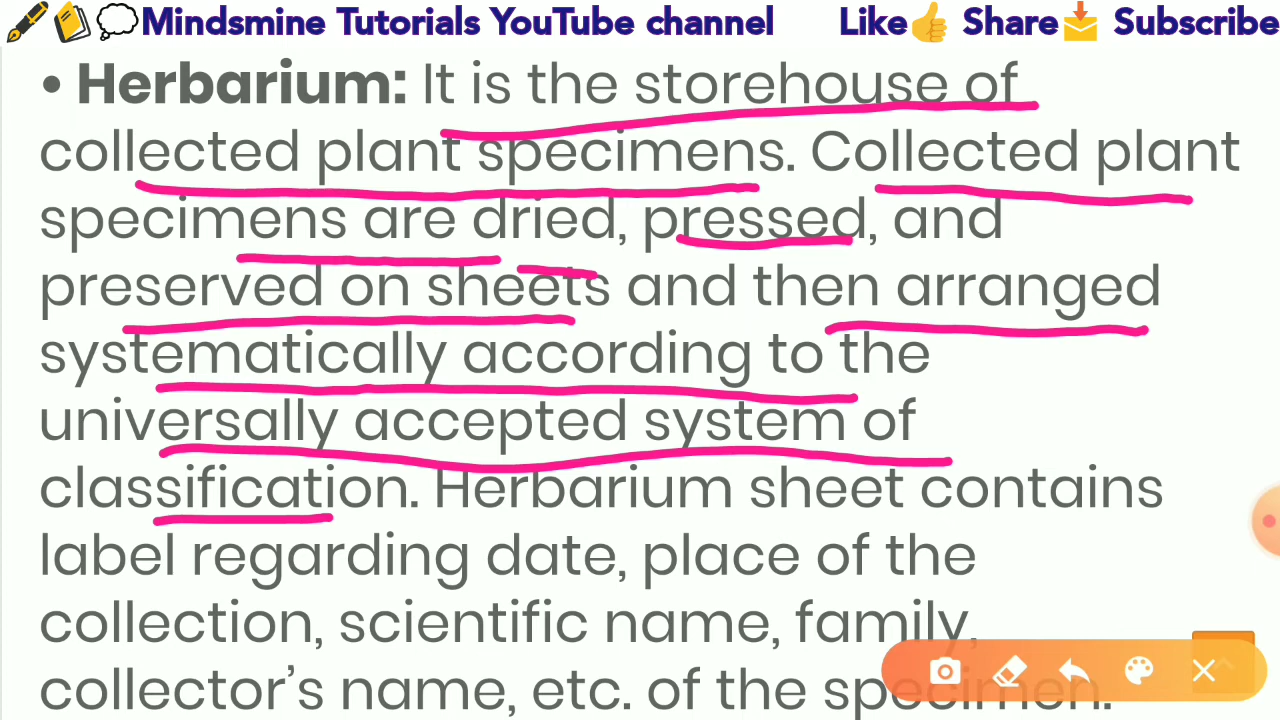 Mindsmine Tutorials YouTube channel Like Share Subscribe
• Herbarium: It is the storehouse of
collected plant specimens. Collected plant
specimens are dried, pressed, and
preserved on sheets and then arranged
systematically according to the
universally accepted system of
classification. Herbarium sheet contains
label regarding date, place of the
collection, scientific name, family,
collector's name, etc. of the specimen.